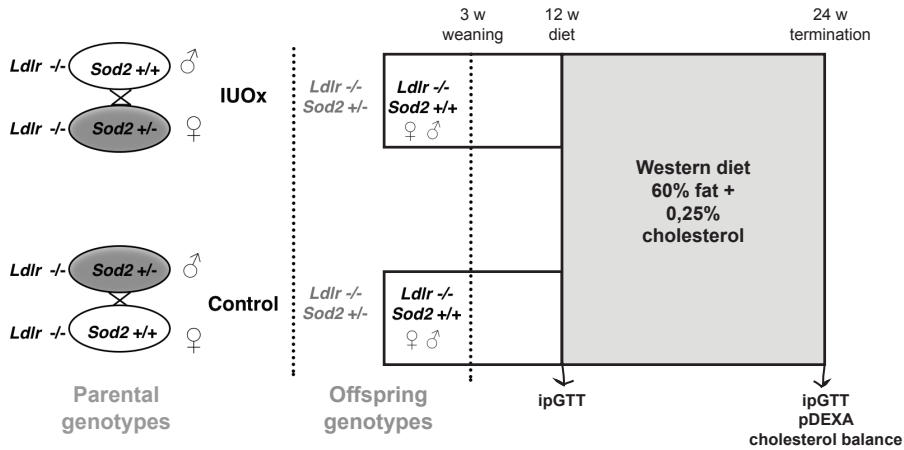 3 w
weaning
12 w
diet
24 w
termination
Ldlr -/-
Sod2 +/+
♂
IUOx
Ldlr -/-
Sod2 +/-
♀
Ldlr -/-
Sod2 +/-
Ldlr -/-
Sod2 +/+
♀ ♂
Western diet
60% fat +
0,25%
cholesterol
Ldlr -/-
Sod2 +/-
♂
Control
Ldlr -/-
Sod2 +/+
♀
Ldlr -/-
Sod2 +/-
Ldlr -/-
Sod2 +/+
♀ ♂
Parental
genotypes
Offspring
genotypes
ipGTT
ipGTT
pDEXA
cholesterol balance